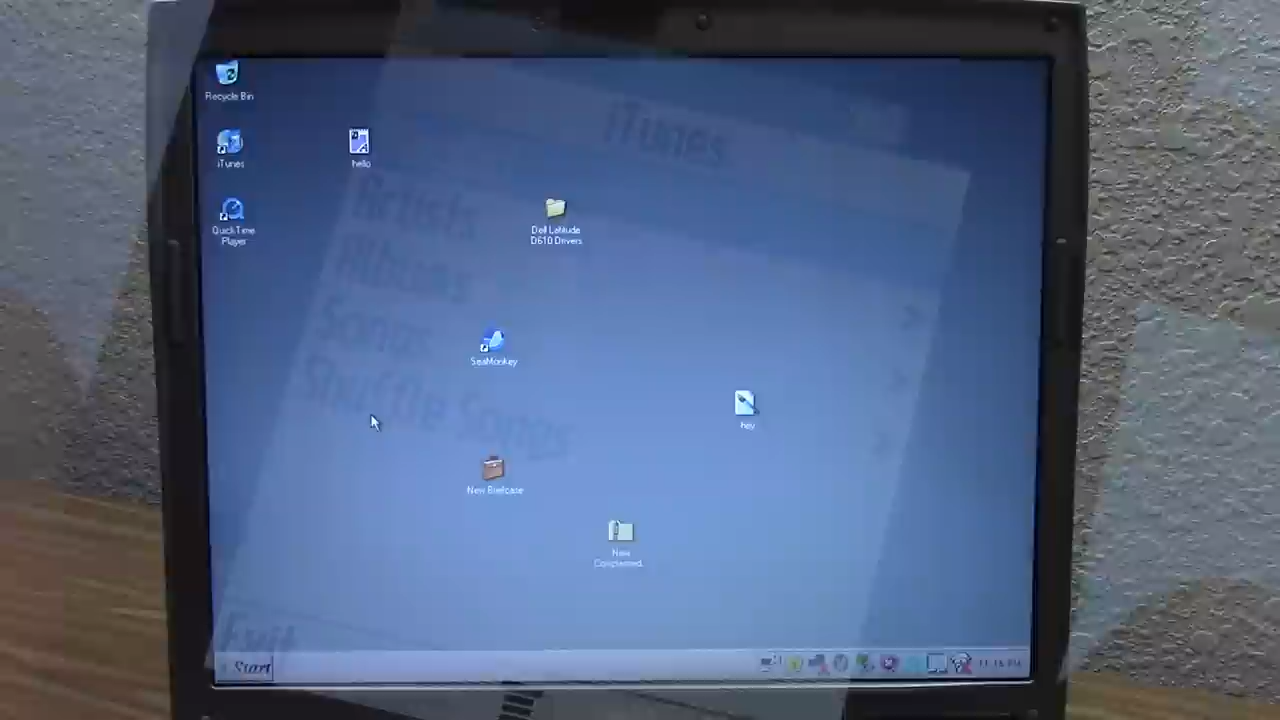 Recycle Bin
iTunes
iTunes
hello
Artists
QuickTime
Player
Dell Latitude
D610 Drivers
Albums
Songs
SeaMonkey
Shuffle Songs
hey
New Briefcase
New
Compressed
Exit
Start